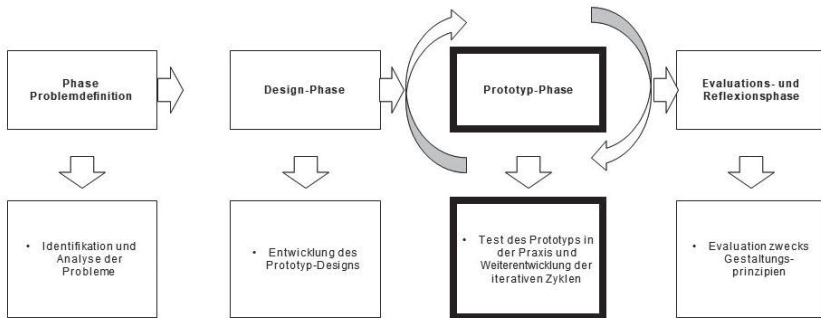 Phase
Problemdefinition
Design-Phase
Prototyp-Phase
Evaluations- und
Reflexionsphase
• Identifikation und
Analyse der
Probleme
• Entwicklung des
Prototyp-Designs
• Test des Prototyps in
der Praxis und
Weiterentwicklung der
iterativen Zyklen
• Evaluation zwecks
Gestaltungs-
prinzipien